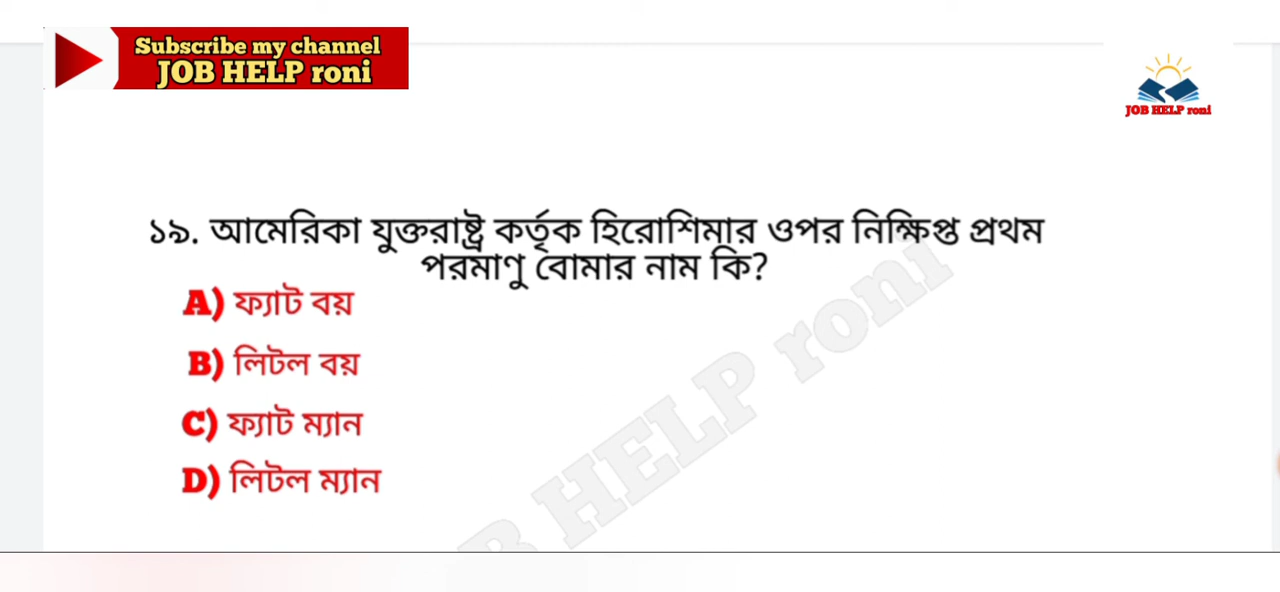 Subscribe my channel
JOB HELP roni
JOB HELP roni
১৯. আমেরিকা যুক্তরাষ্ট্র কর্তৃক হিরোশিমার ওপর নিক্ষিপ্ত প্রথম
পরমাণু বোমার নাম কি?
A) ফ্যাট বয়
B) লিটল বয়
C) ফ্যাট ম্যান
D) লিটল ম্যান
JOB HELP roni